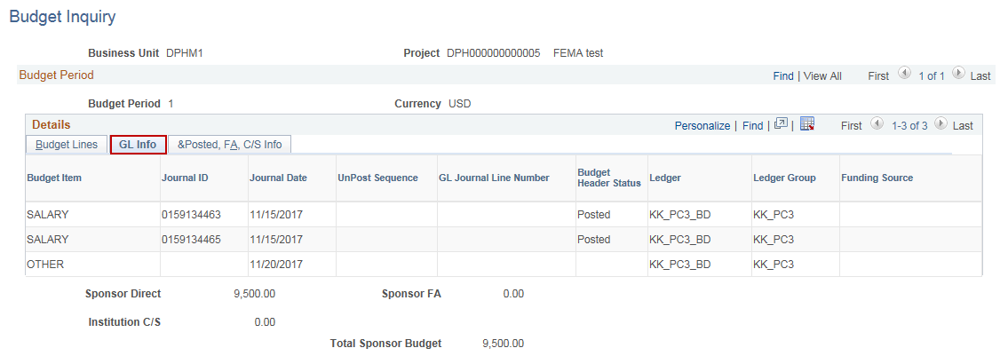 Budget Inquiry
Business Unit DPHM1 Project DPH000000000005 FEMA test
Budget Period Find | View All First 1 of 1 Last
Budget Period 1 Currency USD
Details Personalize | Find | | First 1-3 of 3 Last
Budget Lines GL Info &Posted, FA, C/S Info
Budget Item Journal ID Journal Date UnPost Sequence GL Journal Line Number Budget Header Status Ledger Ledger Group Funding Source
SALARY 0159134463 11/15/2017 Posted KK_PC3_BD KK_PC3
SALARY 0159134465 11/15/2017 Posted KK_PC3_BD KK_PC3
OTHER 11/20/2017 KK_PC3_BD KK_PC3
Sponsor Direct 9,500.00 Sponsor FA 0.00
Institution C/S 0.00
Total Sponsor Budget 9,500.00